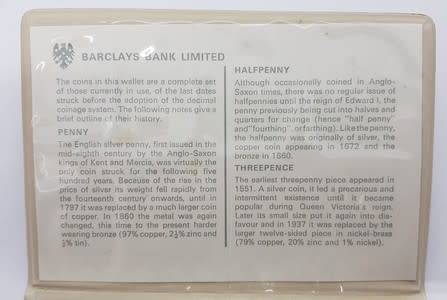 BARCLAYS BANK LIMITED
The coins in this wallet are a complete set
of those currently in use, of the last dates
struck before the adoption of the decimal
coinage system. The following notes give a
brief outline of their history.
PENNY
The English silver penny, first issued in the
mid-eighth century by the Anglo-Saxon
kings of Kent and Mercia, was virtually the
only coin struck for the following five
hundred years. Because of the rise in the
price of silver its weight fell rapidly from
the fourteenth century onwards, until in
1797 it was replaced by a much larger coin
of copper. In 1860 the metal was again
changed, this time to the present harder
wearing bronze (97% copper, 2½% zinc and
½% tin).
HALFPENNY
Although occasionally coined in Anglo-
Saxon times, there was no regular issue of
halfpennies until the reign of Edward I, the
penny previously being cut into halves and
quarters for change (hence "half penny"
and "fourthing", or farthing). Like the penny,
the halfpenny was originally of silver, the
copper coin appearing in 1672 and the
bronze in 1860.
THREEPENCE
The earliest threepenny piece appeared in
1551. A silver coin, it led a precarious and
intermittent existence until it became
popular during Queen Victoria's reign.
Later its small size put it again into dis-
favour and in 1937 it was replaced by the
larger twelve-sided piece in nickel-brass
(79% copper, 20% zinc and 1% nickel).